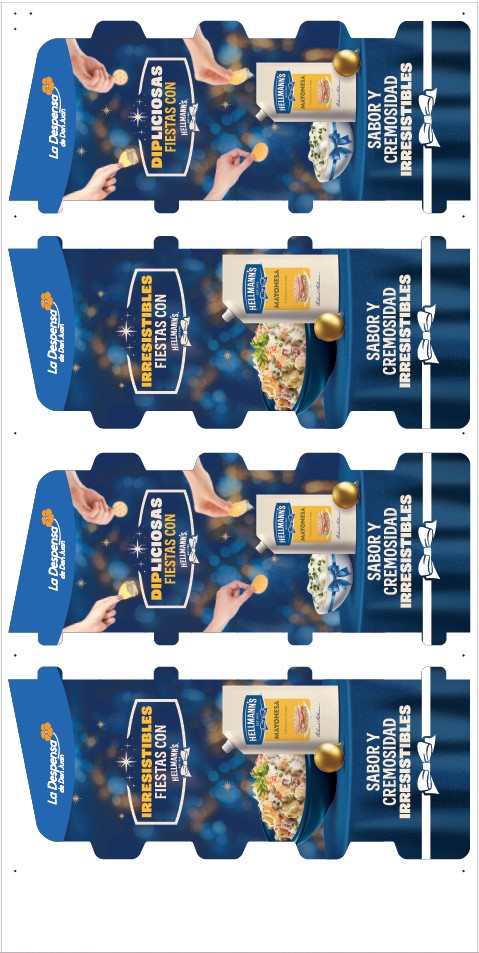 La Despensa
de Don Juan
DIPLICIOSAS
FIESTAS CON
HELLMANN'S.
HELLMANN'S
MAYONESA
SABOR Y
CREMOSIDAD
IRRESISTIBLES
La Despensa
de Don Juan
IRRESISTIBLES
FIESTAS CON
HELLMANN'S.
HELLMANN'S
MAYONESA
SABOR Y
CREMOSIDAD
IRRESISTIBLES
La Despensa
de Don Juan
DIPLICIOSAS
FIESTAS CON
HELLMANN'S.
HELLMANN'S
MAYONESA
SABOR Y
CREMOSIDAD
IRRESISTIBLES
La Despensa
de Don Juan
IRRESISTIBLES
FIESTAS CON
HELLMANN'S.
HELLMANN'S
MAYONESA
SABOR Y
CREMOSIDAD
IRRESISTIBLES